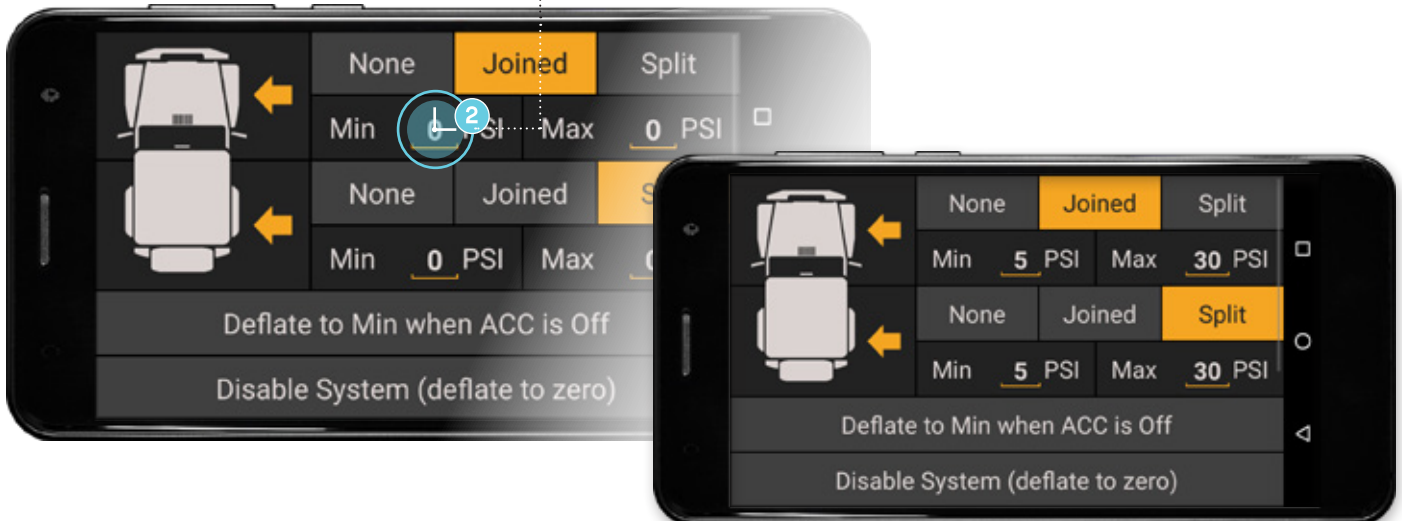 None Joined Split
Min 0 PSI Max 0 PSI
2
None Joined
Min 0 PSI Max
Deflate to Min when ACC is Off
Disable System (deflate to zero)
None Joined Split
Min 5 PSI Max 30 PSI
None Joined Split
Min 5 PSI Max 30 PSI
Deflate to Min when ACC is Off
Disable System (deflate to zero)